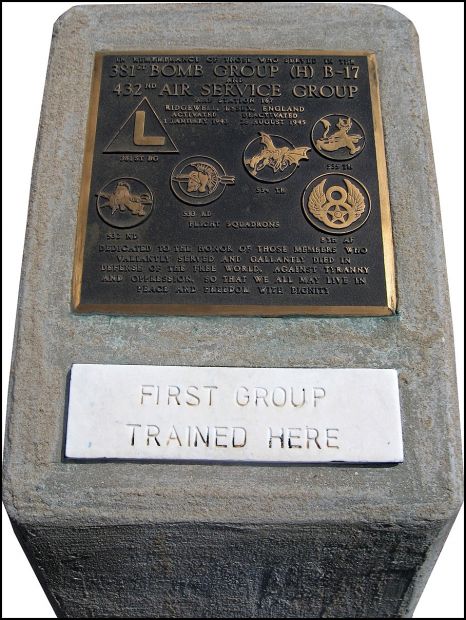 IN REMEMBRANCE OF THOSE WHO SERVED IN THE
381ST BOMB GROUP (H) B-17
AND
432ND AIR SERVICE GROUP
AAF STATION 167
RIDGEWELL, ESSEX, ENGLAND
ACTIVATED DEACTIVATED
1 JANUARY 1943 28 AUGUST 1945
L
381ST BG
535 TH
534 TH
533 RD
532 ND
8TH AF
FLIGHT SQUADRONS
DEDICATED TO THE HONOR OF THOSE MEMBERS WHO
VALIANTLY SERVED AND GALLANTLY DIED IN
DEFENSE OF THE FREE WORLD, AGAINST TYRANNY
AND OPPRESSION, SO THAT WE ALL MAY LIVE IN
PEACE AND FREEDOM WITH DIGNITY
FIRST GROUP
TRAINED HERE